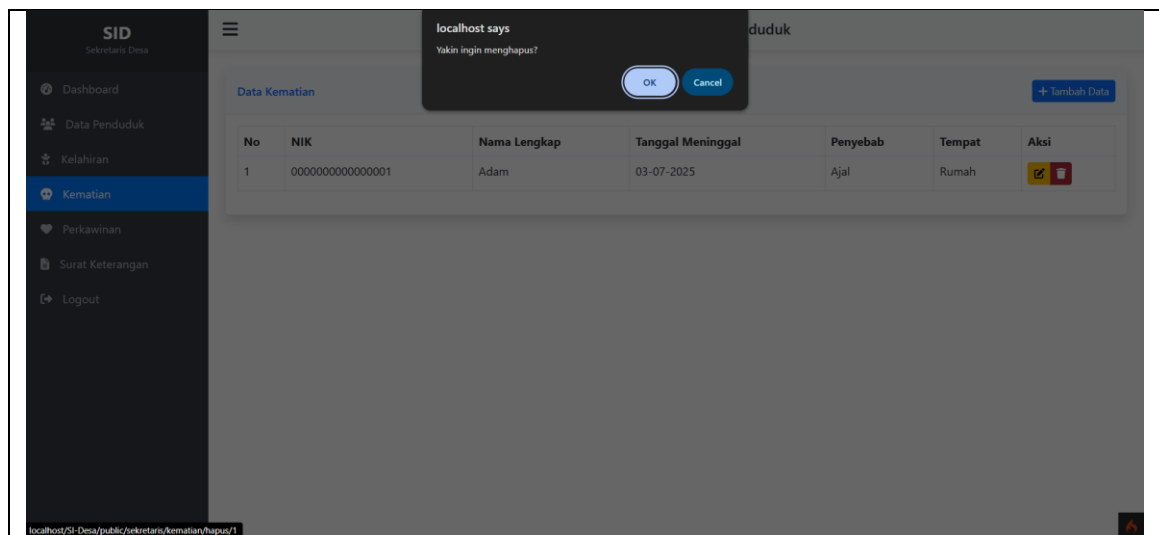 SID
Sekretaris Desa
Dashboard
Data Penduduk
Kelahiran
Kematian
Perkawinan
Surat Keterangan
Logout
duduk
localhost says
Yakin ingin menghapus?
OK Cancel
Data Kematian
+ Tambah Data
No NIK Nama Lengkap Tanggal Meninggal Penyebab Tempat Aksi
1 0000000000000001 Adam 03-07-2025 Ajal Rumah
localhost/SI-Desa/public/sekretaris/kematian/hapus/1